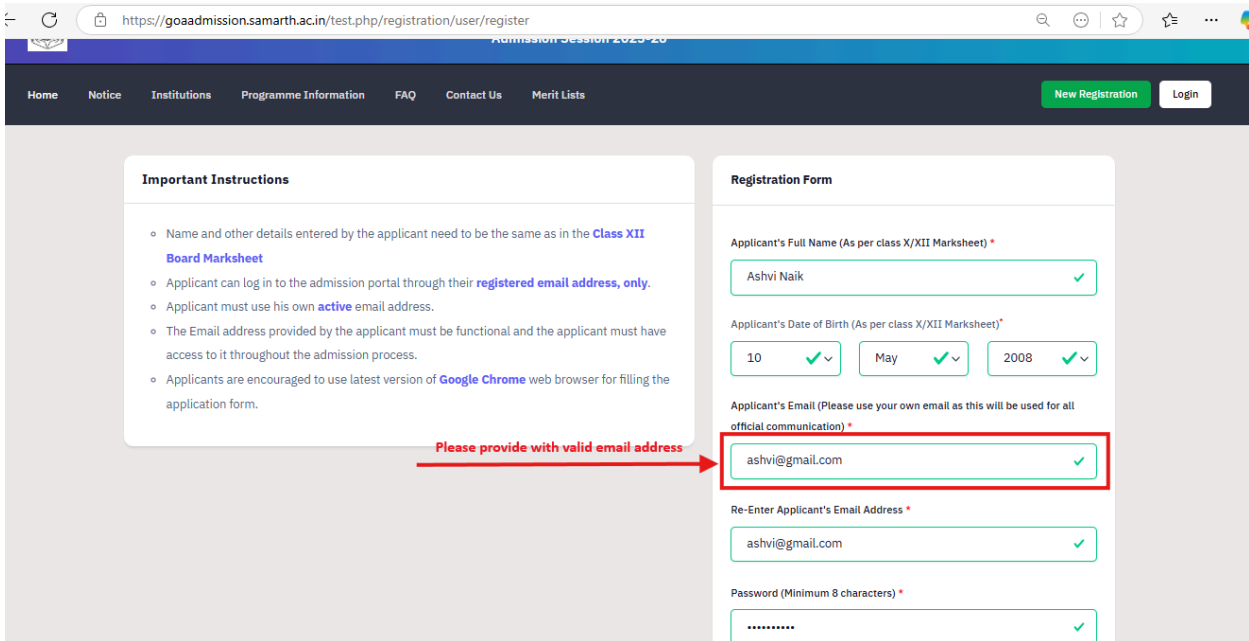 https://goaadmission.samarth.ac.in/test.php/registration/user/register
Admission Session 2025-26
Home Notice Institutions Programme Information FAQ Contact Us Merit Lists New Registration Login
Important Instructions
Name and other details entered by the applicant need to be the same as in the Class XII
Board Marksheet
Applicant can log in to the admission portal through their registered email address, only.
Applicant must use his own active email address.
The Email address provided by the applicant must be functional and the applicant must have
access to it throughout the admission process.
Applicants are encouraged to use latest version of Google Chrome web browser for filling the
application form.
Please provide with valid email address
Registration Form
Applicant's Full Name (As per class X/XII Marksheet) *
Ashvi Naik
Applicant's Date of Birth (As per class X/XII Marksheet)*
10 May 2008
Applicant's Email (Please use your own email as this will be used for all
official communication) *
ashvi@gmail.com
Re-Enter Applicant's Email Address *
ashvi@gmail.com
Password (Minimum 8 characters) *
••••••••••